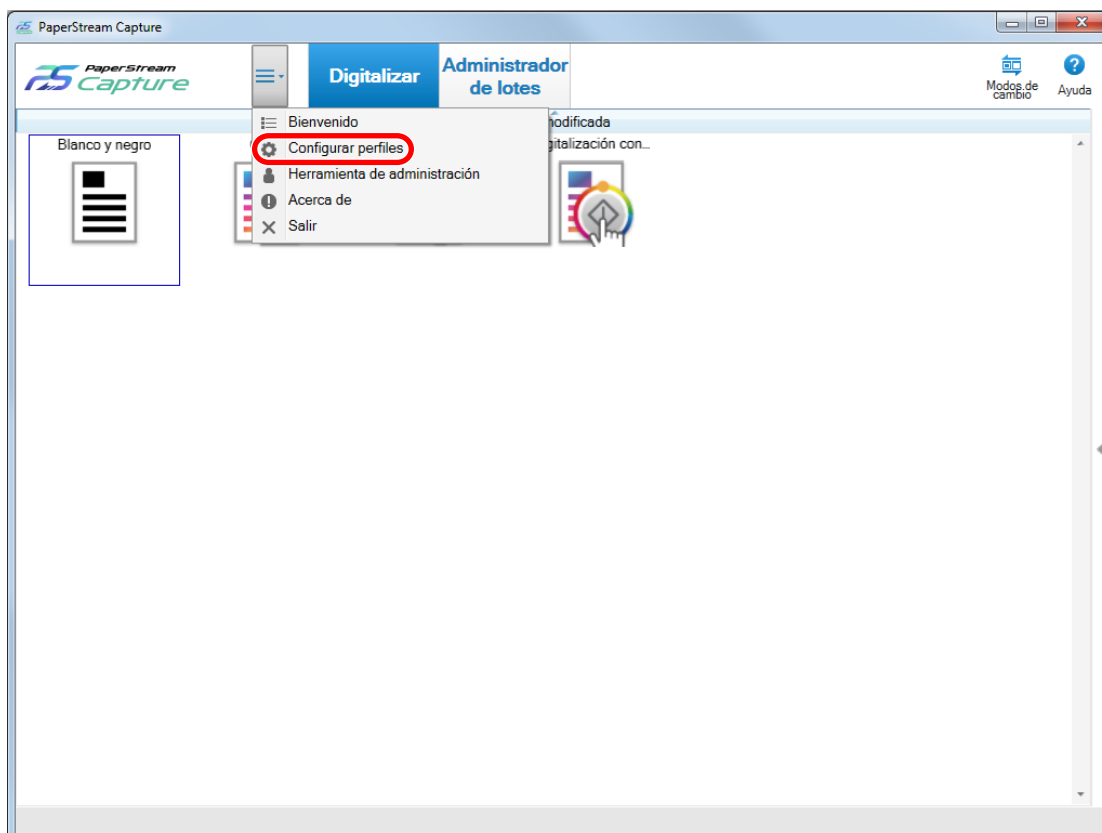 PaperStream Capture
PaperStream
Capture
Digitalizar
Administrador
de lotes
Modos de
cambio
Ayuda
modificada
Blanco y negro
gitalización con...
Bienvenido
Configurar perfiles
Herramienta de administración
Acerca de
Salir